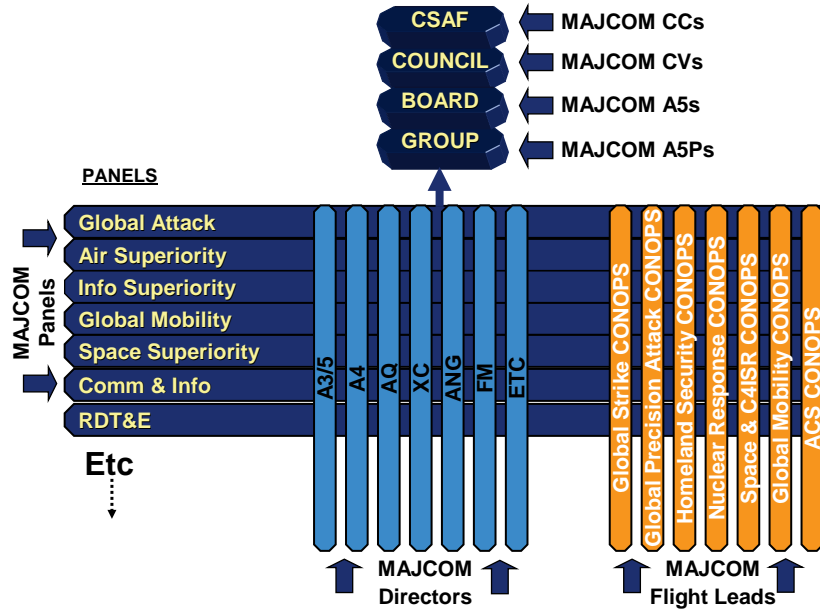 CSAF
MAJCOM CCs
COUNCIL
MAJCOM CVs
BOARD
MAJCOM A5s
GROUP
MAJCOM A5Ps
PANELS
Global Attack
Air Superiority
Info Superiority
Global Mobility
Space Superiority
Comm & Info
RDT&E
Etc
MAJCOM
Panels
A3/5
A4
AQ
XC
ANG
FM
ETC
Global Strike CONOPS
Global Precision Attack CONOPS
Homeland Security CONOPS
Nuclear Response CONOPS
Space & C4ISR CONOPS
Global Mobility CONOPS
ACS CONOPS
MAJCOM
Directors
MAJCOM
Flight Leads